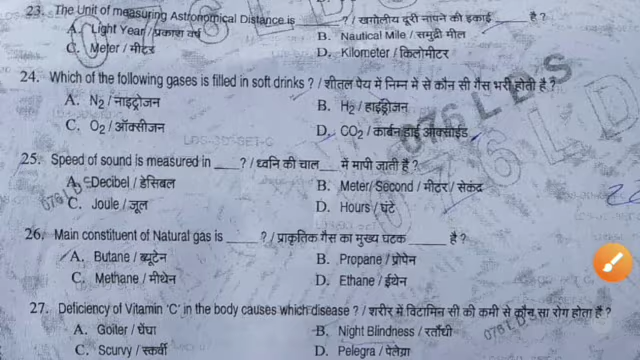 23. The Unit of measuring Astronomical Distance is ____ ? / खगोलीय दूरी नापने की इकाई ____ है ?
A. Light Year / प्रकाश वर्ष B. Nautical Mile / समुद्री मील
C. Meter / मीटर D. Kilometer / किलोमीटर
24. Which of the following gases is filled in soft drinks ? / शीतल पेय में निम्न में से कौन सी गैस भरी होती है ?
A. N₂ / नाइट्रोजन B. H₂ / हाईड्रोजन
C. O₂ / ऑक्सीजन D. CO₂ / कार्बन डाई ऑक्साईड
25. Speed of sound is measured in ____ ? / ध्वनि की चाल ____ में मापी जाती है ?
A. Decibel / डेसिबल B. Meter/ Second / मीटर / सेकंद
C. Joule / जूल D. Hours / घंटे
26. Main constituent of Natural gas is ____ ? / प्राकृतिक गैस का मुख्य घटक ____ है ?
A. Butane / ब्यूटेन B. Propane / प्रोपेन
C. Methane / मीथेन D. Ethane / ईथेन
27. Deficiency of Vitamin 'C' in the body causes which disease ? / शरीर में विटामिन सी की कमी से कौन सा रोग होता है ?
A. Goiter / घेंघा B. Night Blindness / रतौंधी
C. Scurvy / स्कर्वी D. Pelegra / पेलेग्रा